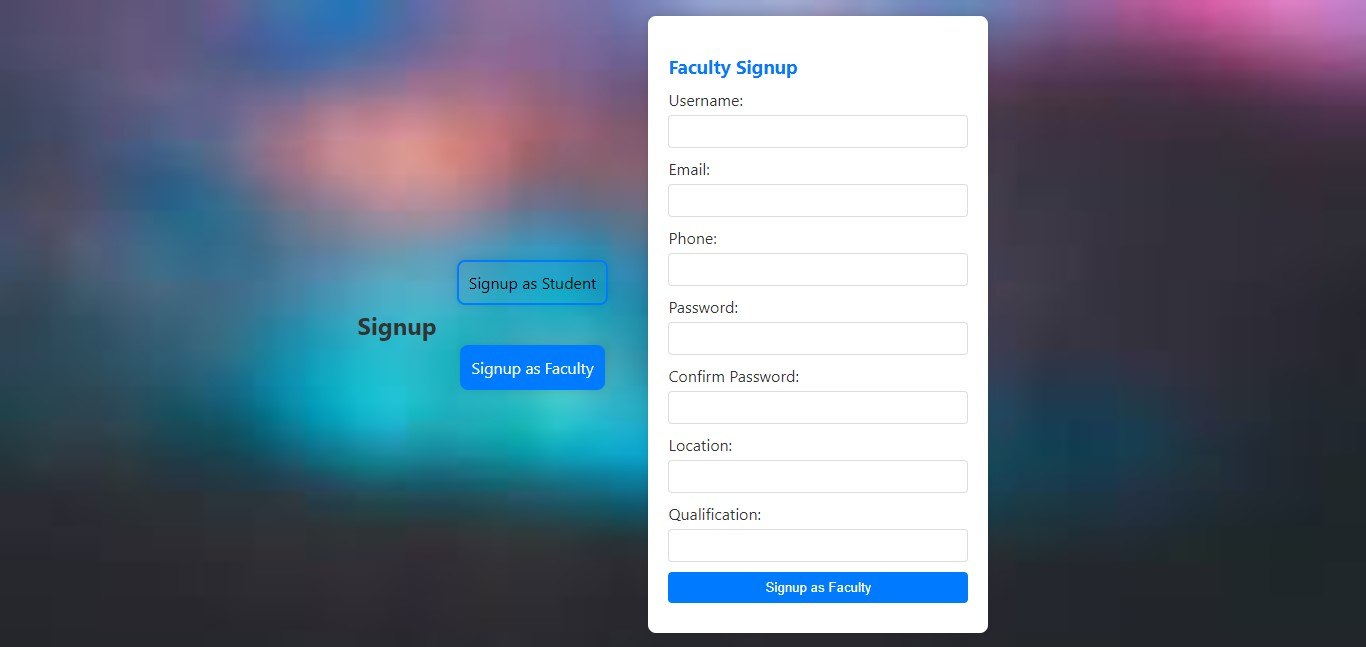 Signup
Signup as Student
Signup as Faculty
Faculty Signup
Username:
Email:
Phone:
Password:
Confirm Password:
Location:
Qualification:
Signup as Faculty